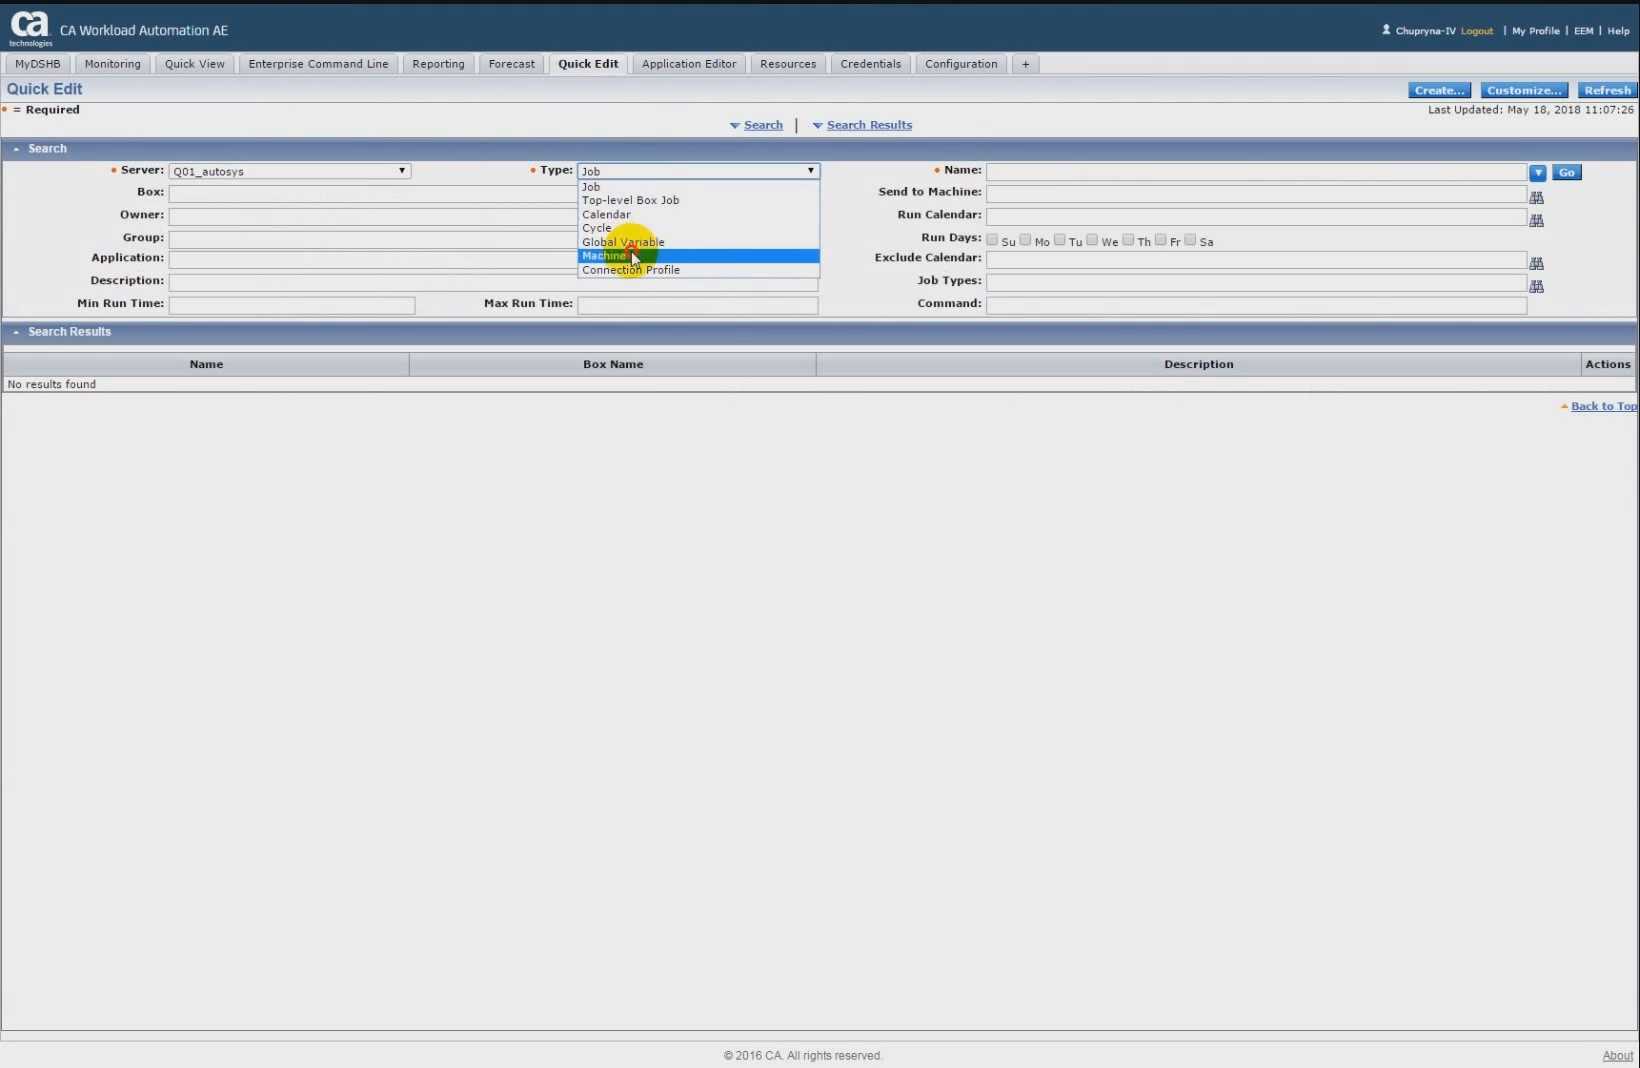 ca
technologies
CA Workload Automation AE
Chupryna-IV Logout | My Profile | EEM | Help
MyDSHB Monitoring Quick View Enterprise Command Line Reporting Forecast Quick Edit Application Editor Resources Credentials Configuration +
Quick Edit
Create... Customize... Refresh
= Required
Last Updated: May 18, 2018 11:07:26
Search | Search Results
Search
Server: Q01_autosys Type: Job Name: Go
Job
Box: Send to Machine:
Top-level Box Job
Owner: Calendar Run Calendar:
Cycle
Group: Global Variable Run Days: Su Mo Tu We Th Fr Sa
Application: Machine Exclude Calendar:
Connection Profile
Description: Job Types:
Min Run Time: Max Run Time: Command:
Search Results
Name Box Name Description Actions
No results found
Back to Top
© 2016 CA. All rights reserved.
About